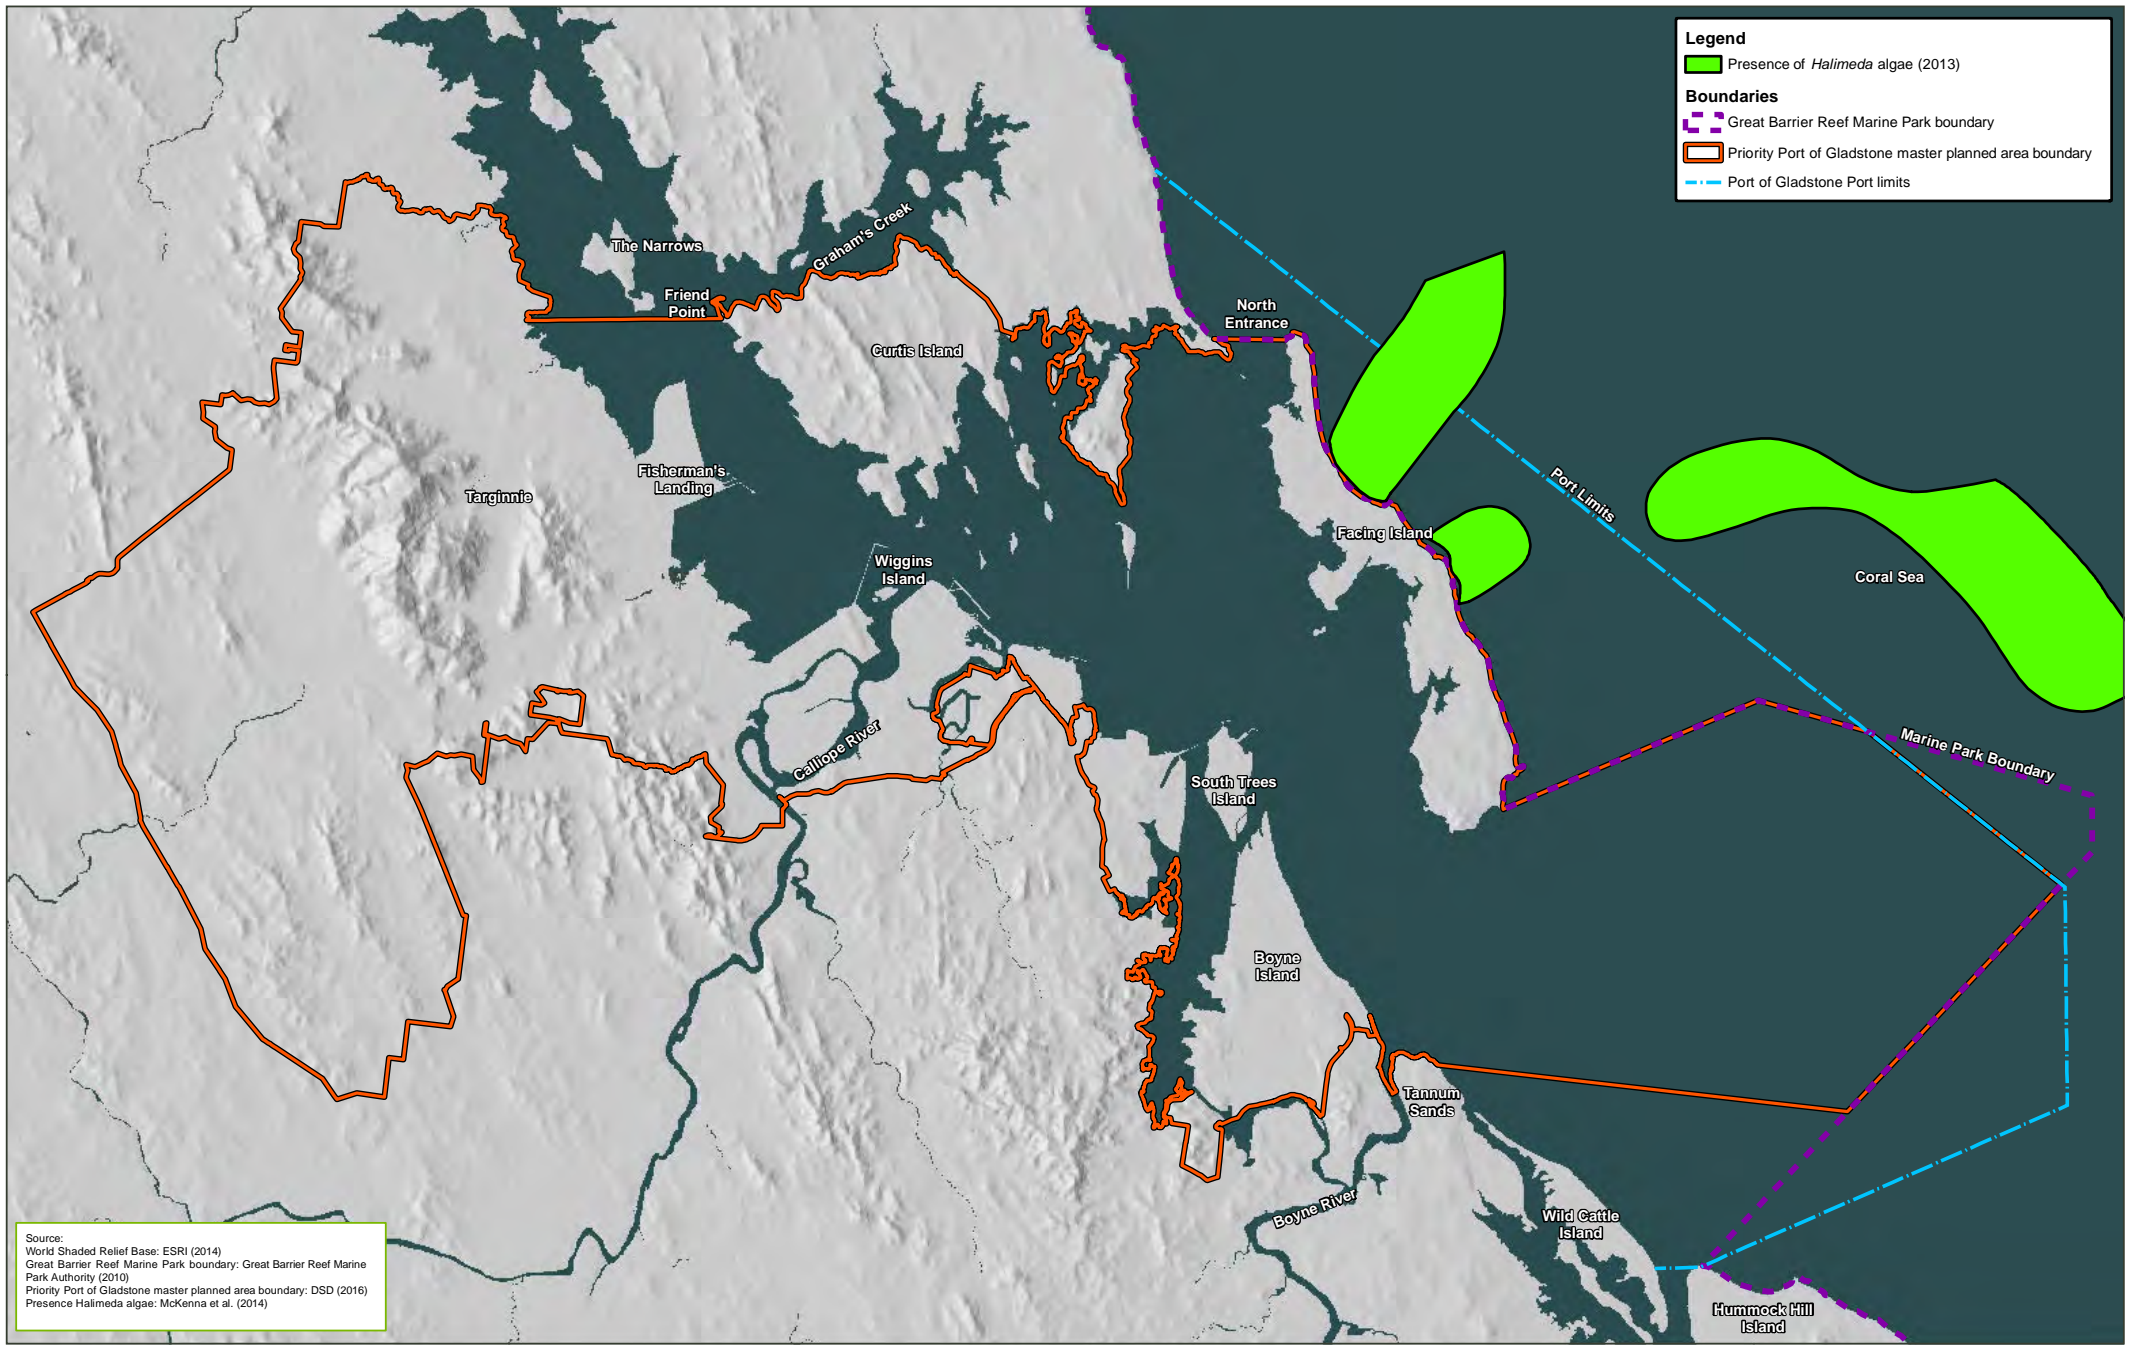 Legend
Presence of Halimeda algae (2013)
Boundaries
Great Barrier Reef Marine Park boundary
Priority Port of Gladstone master planned area boundary
Port of Gladstone Port limits
The Narrows
Graham's Creek
Friend
Point
North
Entrance
Curtis Island
Fisherman's
Landing
Targinnie
Port Limits
Facing Island
Wiggins
Island
Coral Sea
Calliope River
Marine Park Boundary
South Trees
Island
Boyne
Island
Tannum
Sands
Boyne River
Wild Cattle
Island
Hummock Hill
Island
Source:
World Shaded Relief Base: ESRI (2014)
Great Barrier Reef Marine Park boundary: Great Barrier Reef Marine
Park Authority (2010)
Priority Port of Gladstone master planned area boundary: DSD (2016)
Presence Halimeda algae: McKenna et al. (2014)